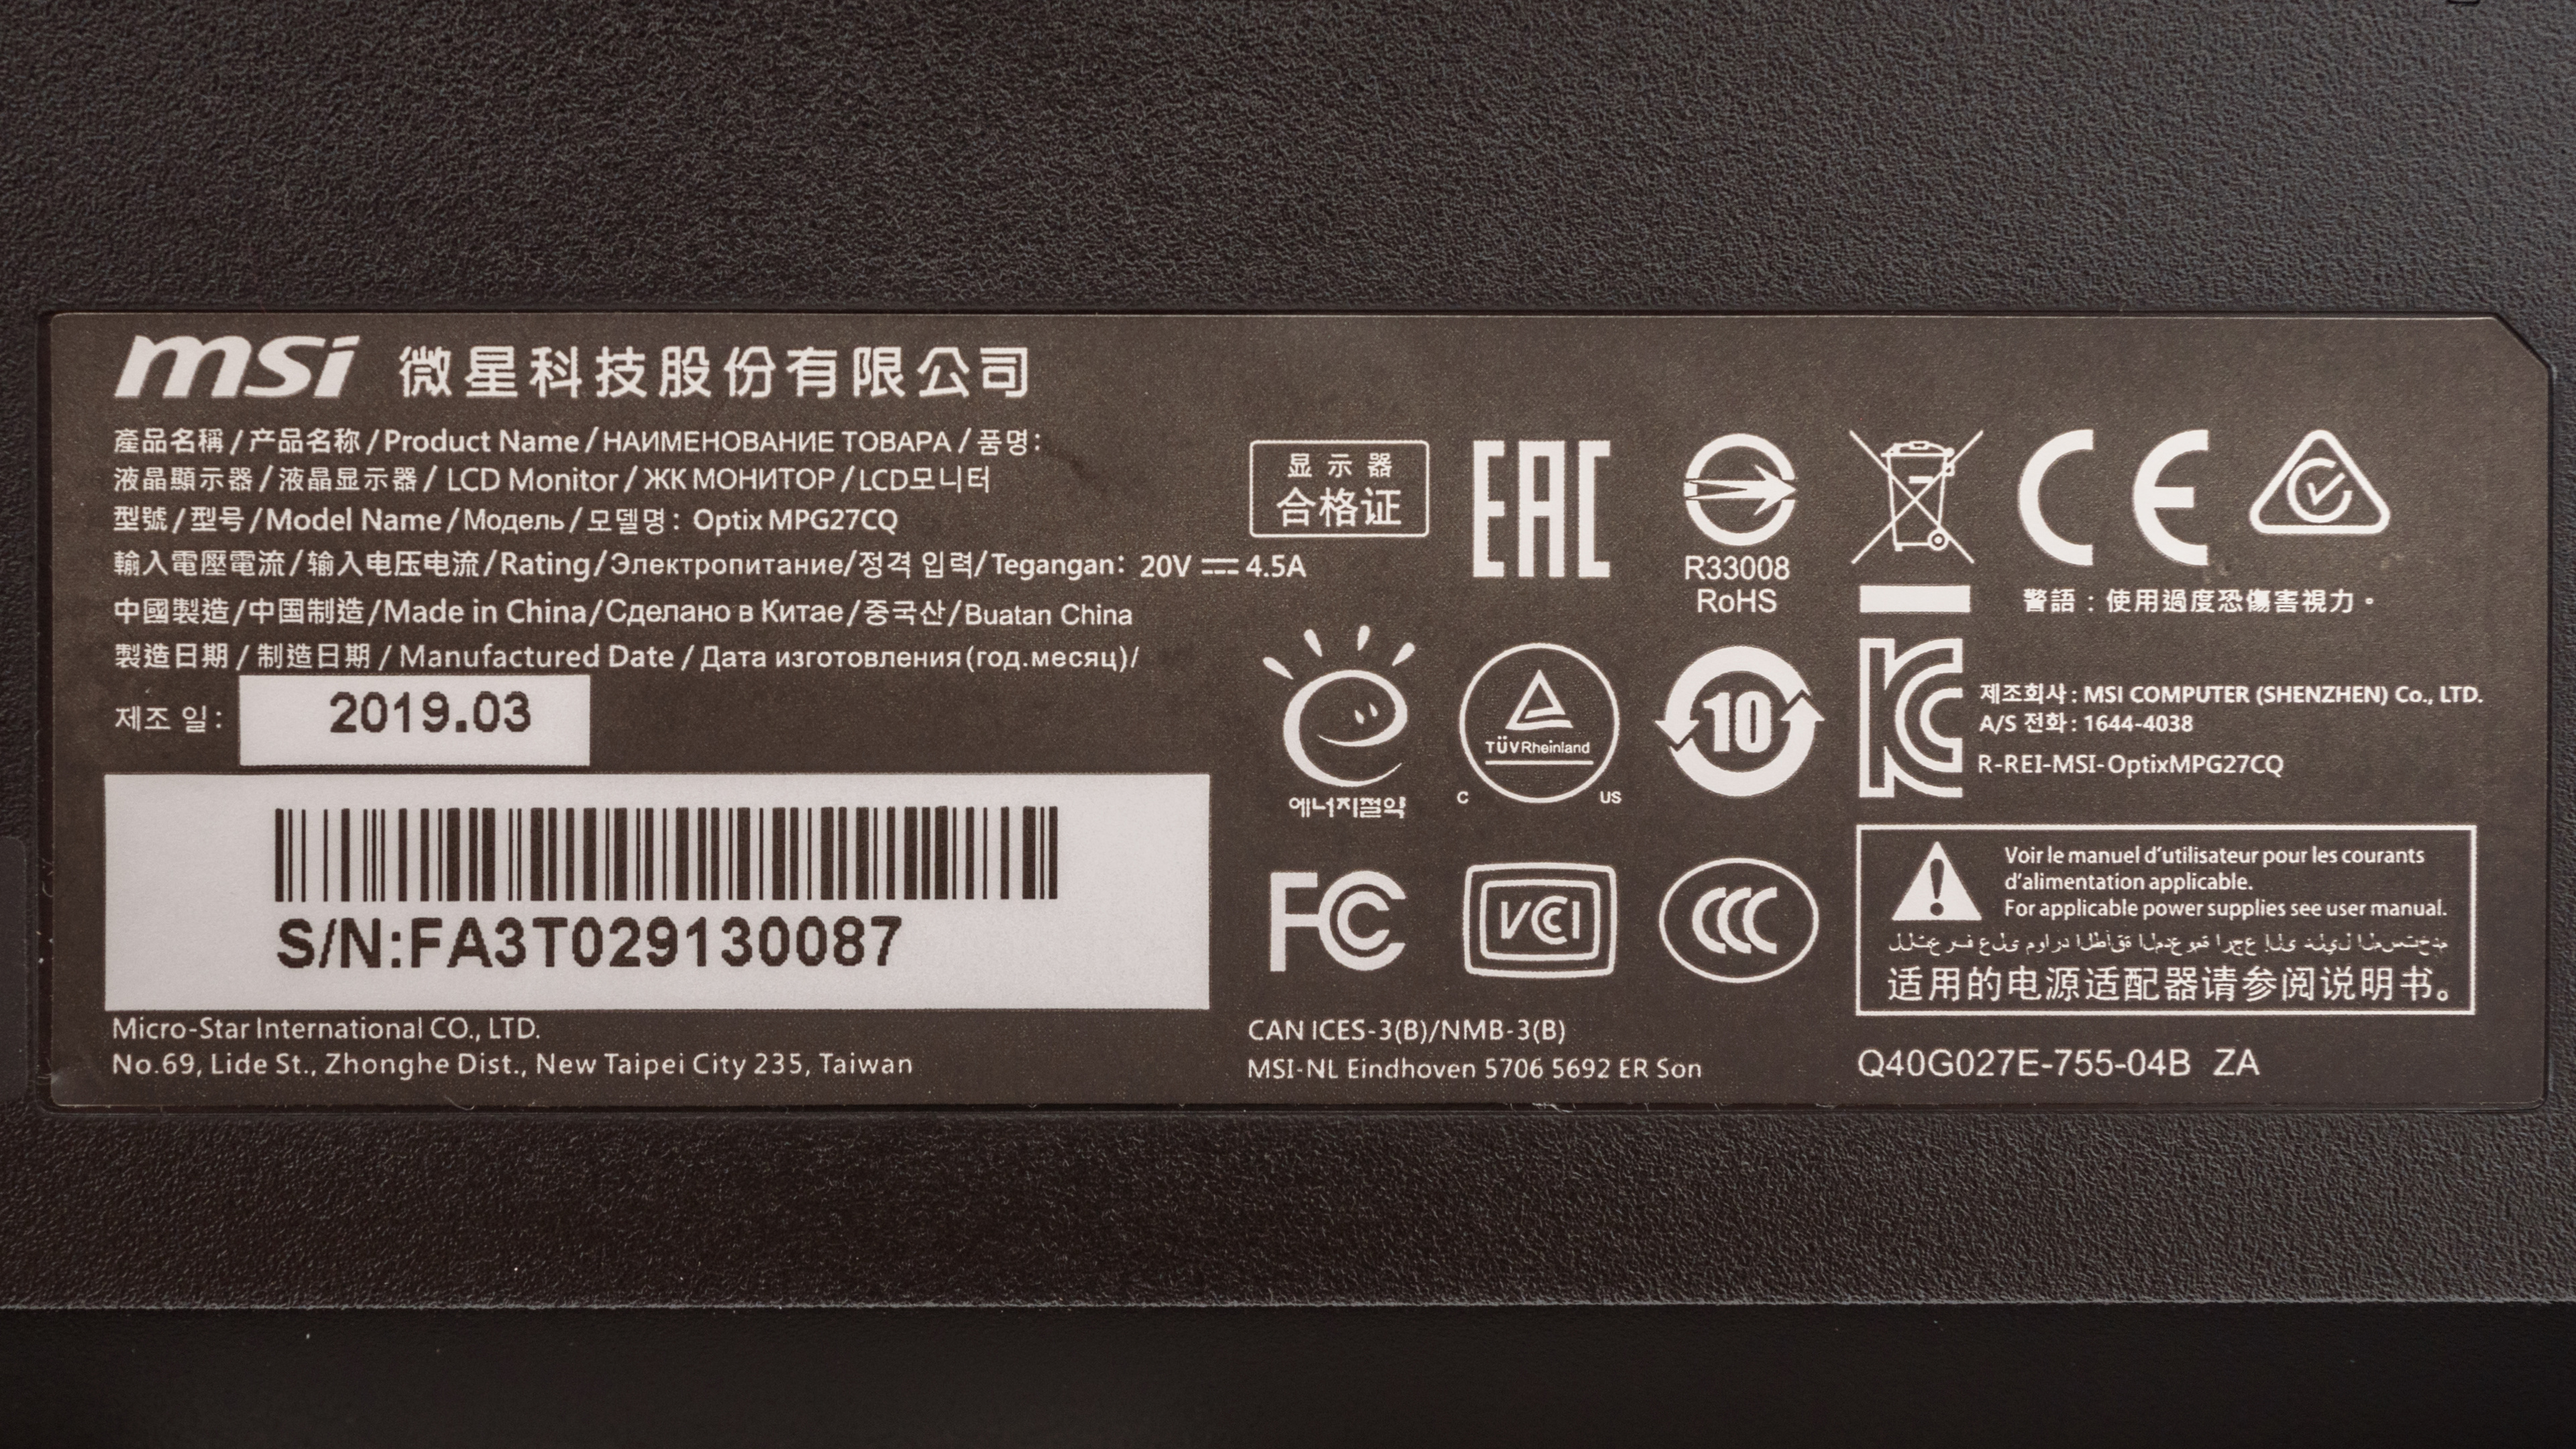 msi 微星科技股份有限公司
產品名稱/产品名称/Product Name/НАИМЕНОВАНИЕ ТОВАРА/품명:
液晶顯示器/液晶显示器/LCD Monitor/ЖК МОНИТОР/LCD모니터
型號/型号/Model Name/Модель/모델명: Optix MPG27CQ
輸入電壓電流/输入电压电流/Rating/Электропитание/정격 입력/Tegangan: 20V ⎓ 4.5A
中國製造/中国制造/Made in China/Сделано в Китае/중국산/Buatan China
製造日期/制造日期/Manufactured Date/Дата изготовления(год.месяц)/
제조 일: 2019.03
S/N:FA3T029130087
Micro-Star International CO., LTD.
No.69, Lide St., Zhonghe Dist., New Taipei City 235, Taiwan
显示器
合格证
EAC
R33008
RoHS
CE
警語：使用過度恐傷害視力。
에너지절약
TÜVRheinland
C US
10
제조회사: MSI COMPUTER (SHENZHEN) Co., LTD.
A/S 전화: 1644-4038
R-REI-MSI-OptixMPG27CQ
FC
VCCI
CCC
Voir le manuel d'utilisateur pour les courants
d'alimentation applicable.
For applicable power supplies see user manual.
适用的电源适配器请参阅说明书。
CAN ICES-3(B)/NMB-3(B)
MSI-NL Eindhoven 5706 5692 ER Son
Q40G027E-755-04B ZA